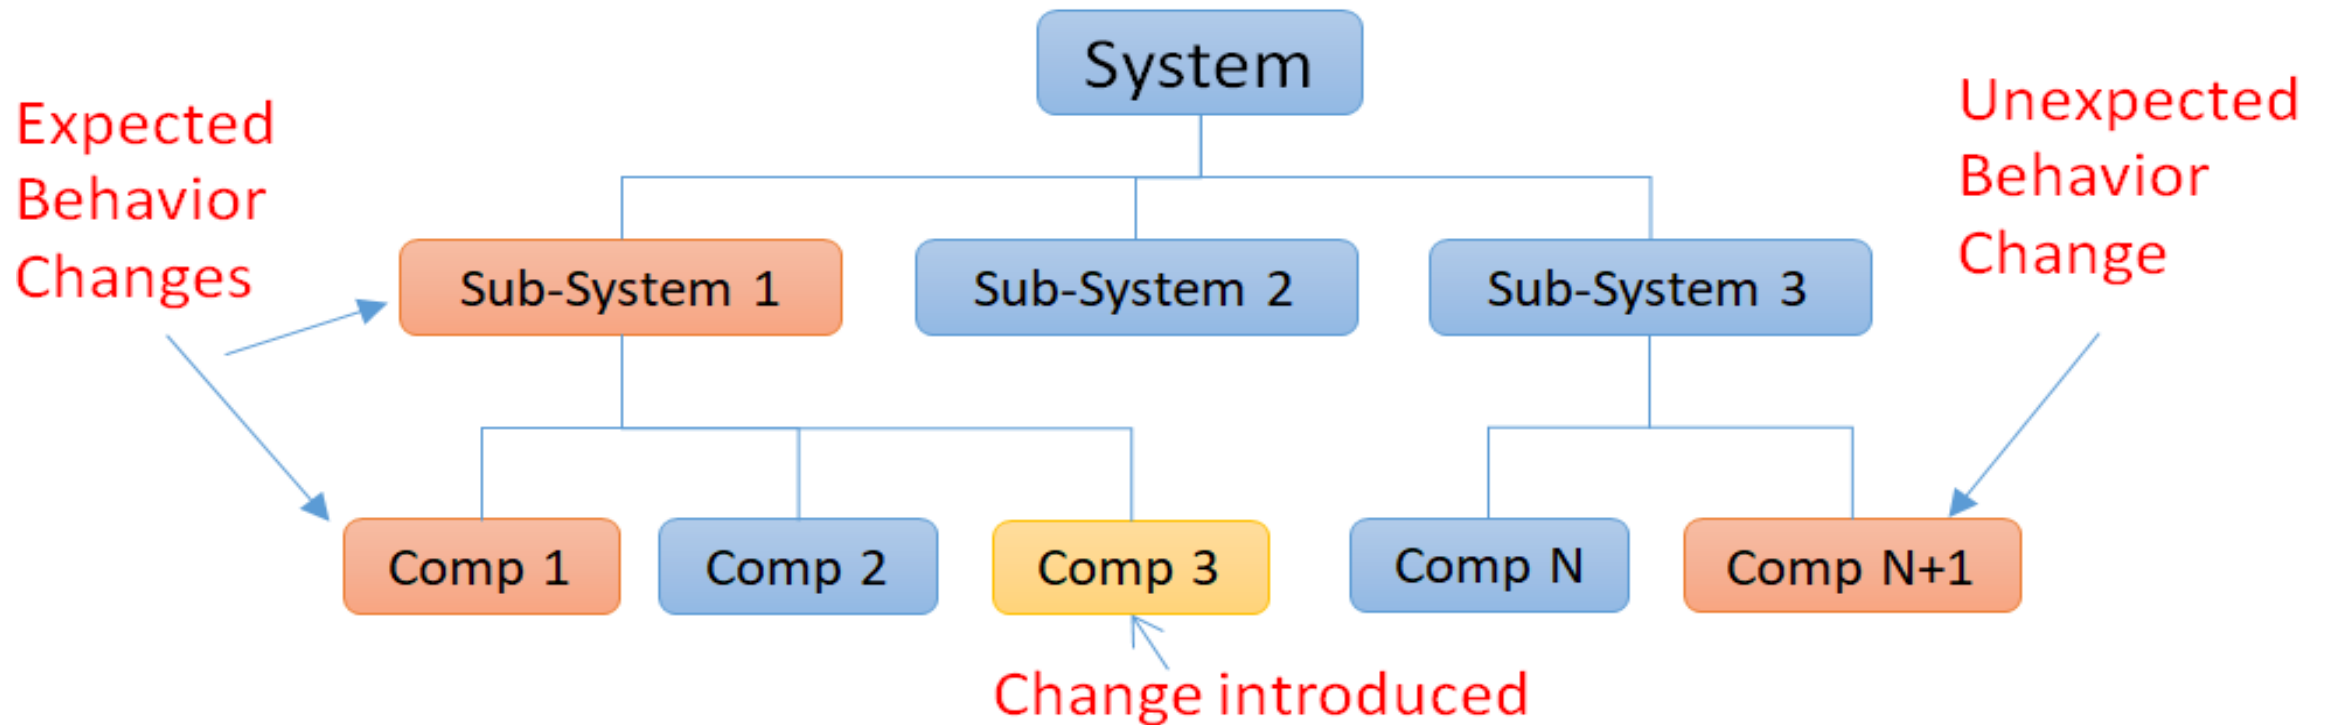 System
Expected
Behavior
Changes
Unexpected
Behavior
Change
Sub-System 1
Sub-System 2
Sub-System 3
Comp 1
Comp 2
Comp 3
Comp N
Comp N+1
Change introduced